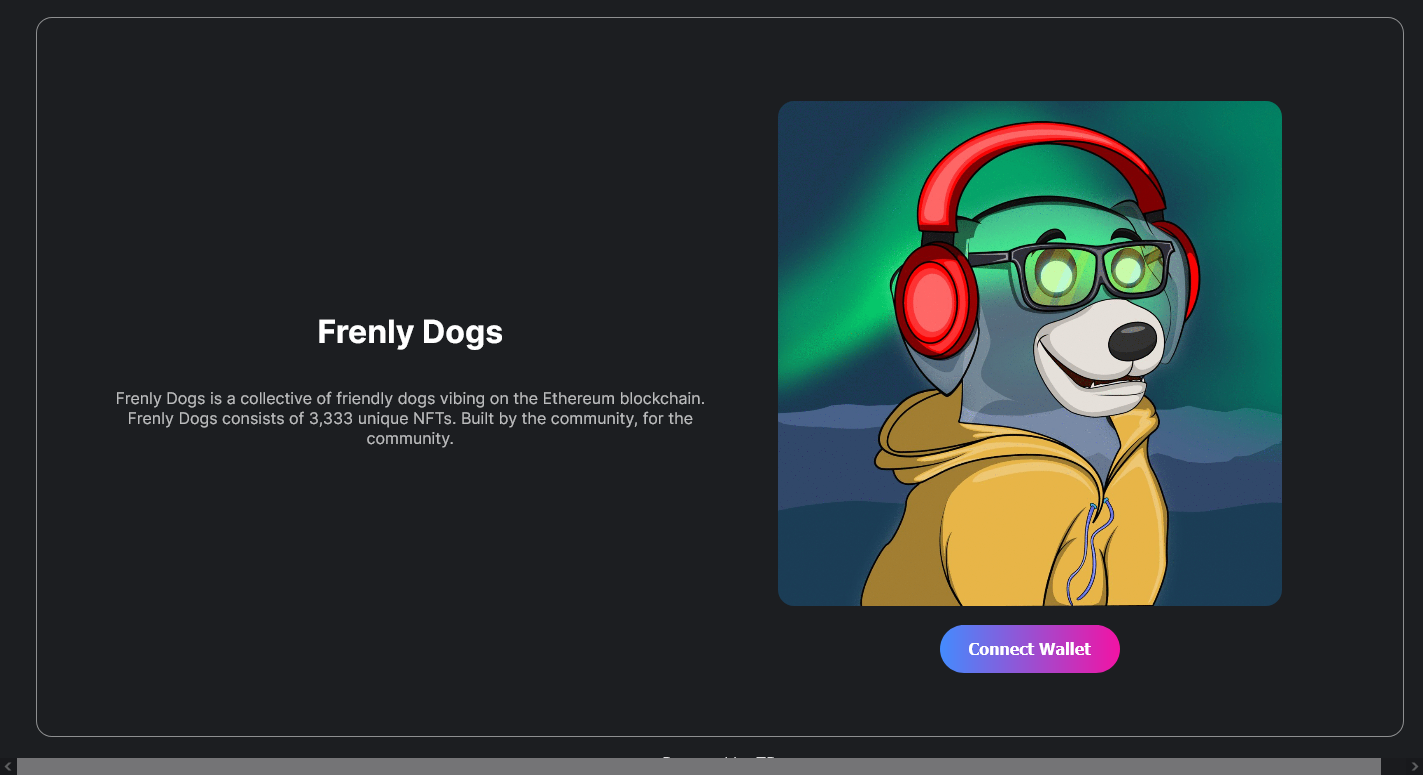 Frenly Dogs
Frenly Dogs is a collective of friendly dogs vibing on the Ethereum blockchain.
Frenly Dogs consists of 3,333 unique NFTs. Built by the community, for the
community.
Connect Wallet